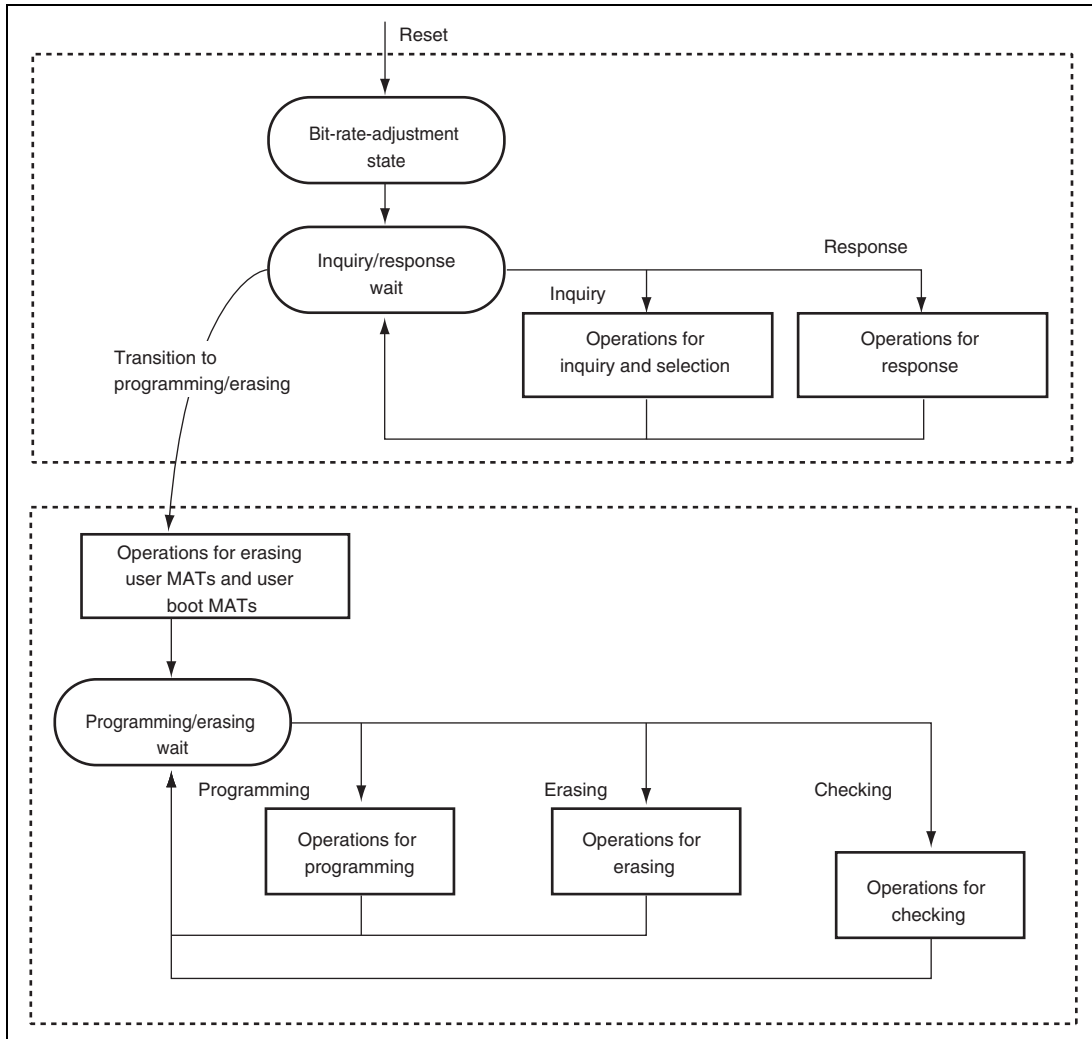 Reset
Bit-rate-adjustment
state
Inquiry/response
wait
Response
Inquiry
Operations for
inquiry and selection
Operations for
response
Transition to
programming/erasing
Operations for erasing
user MATs and user
boot MATs
Programming/erasing
wait
Programming
Erasing
Checking
Operations for
programming
Operations for
erasing
Operations for
checking